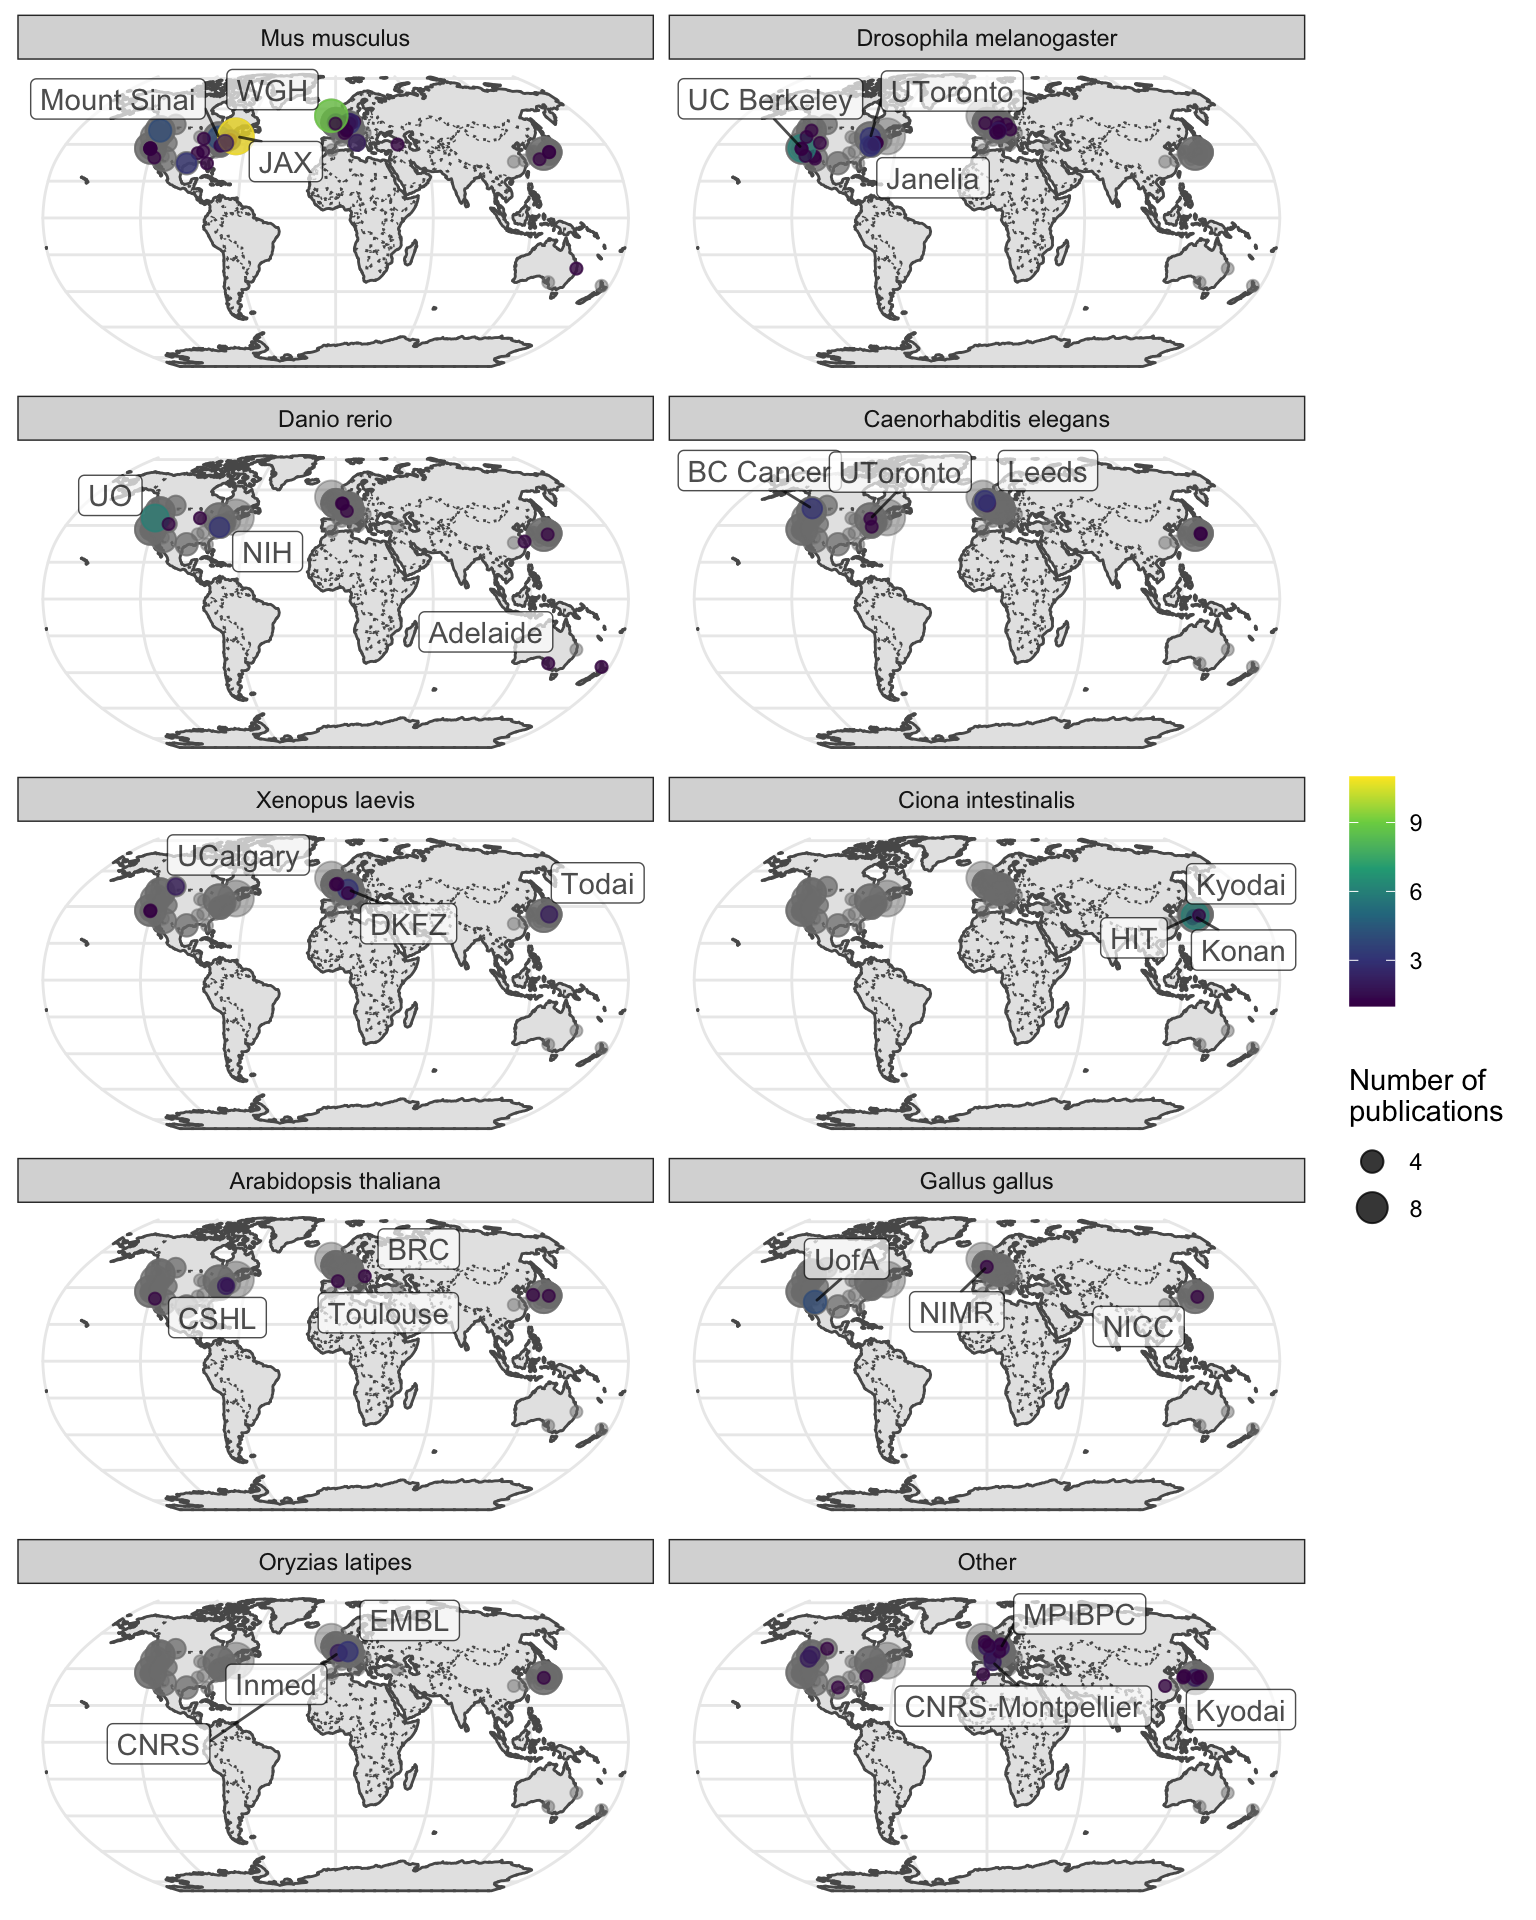 Mus musculus
Drosophila melanogaster
Mount Sinai
WGH
JAX
UC Berkeley
UToronto
Janelia
Danio rerio
Caenorhabditis elegans
UO
NIH
Adelaide
BC Cancer
UToronto
Leeds
Xenopus laevis
Ciona intestinalis
UCalgary
Todai
DKFZ
Kyodai
HIT
Konan
9
6
3
Number of
publications
4
8
Arabidopsis thaliana
Gallus gallus
BRC
CSHL
Toulouse
UofA
NIMR
NICC
Oryzias latipes
Other
EMBL
Inmed
CNRS
MPIBPC
CNRS-Montpellier
Kyodai